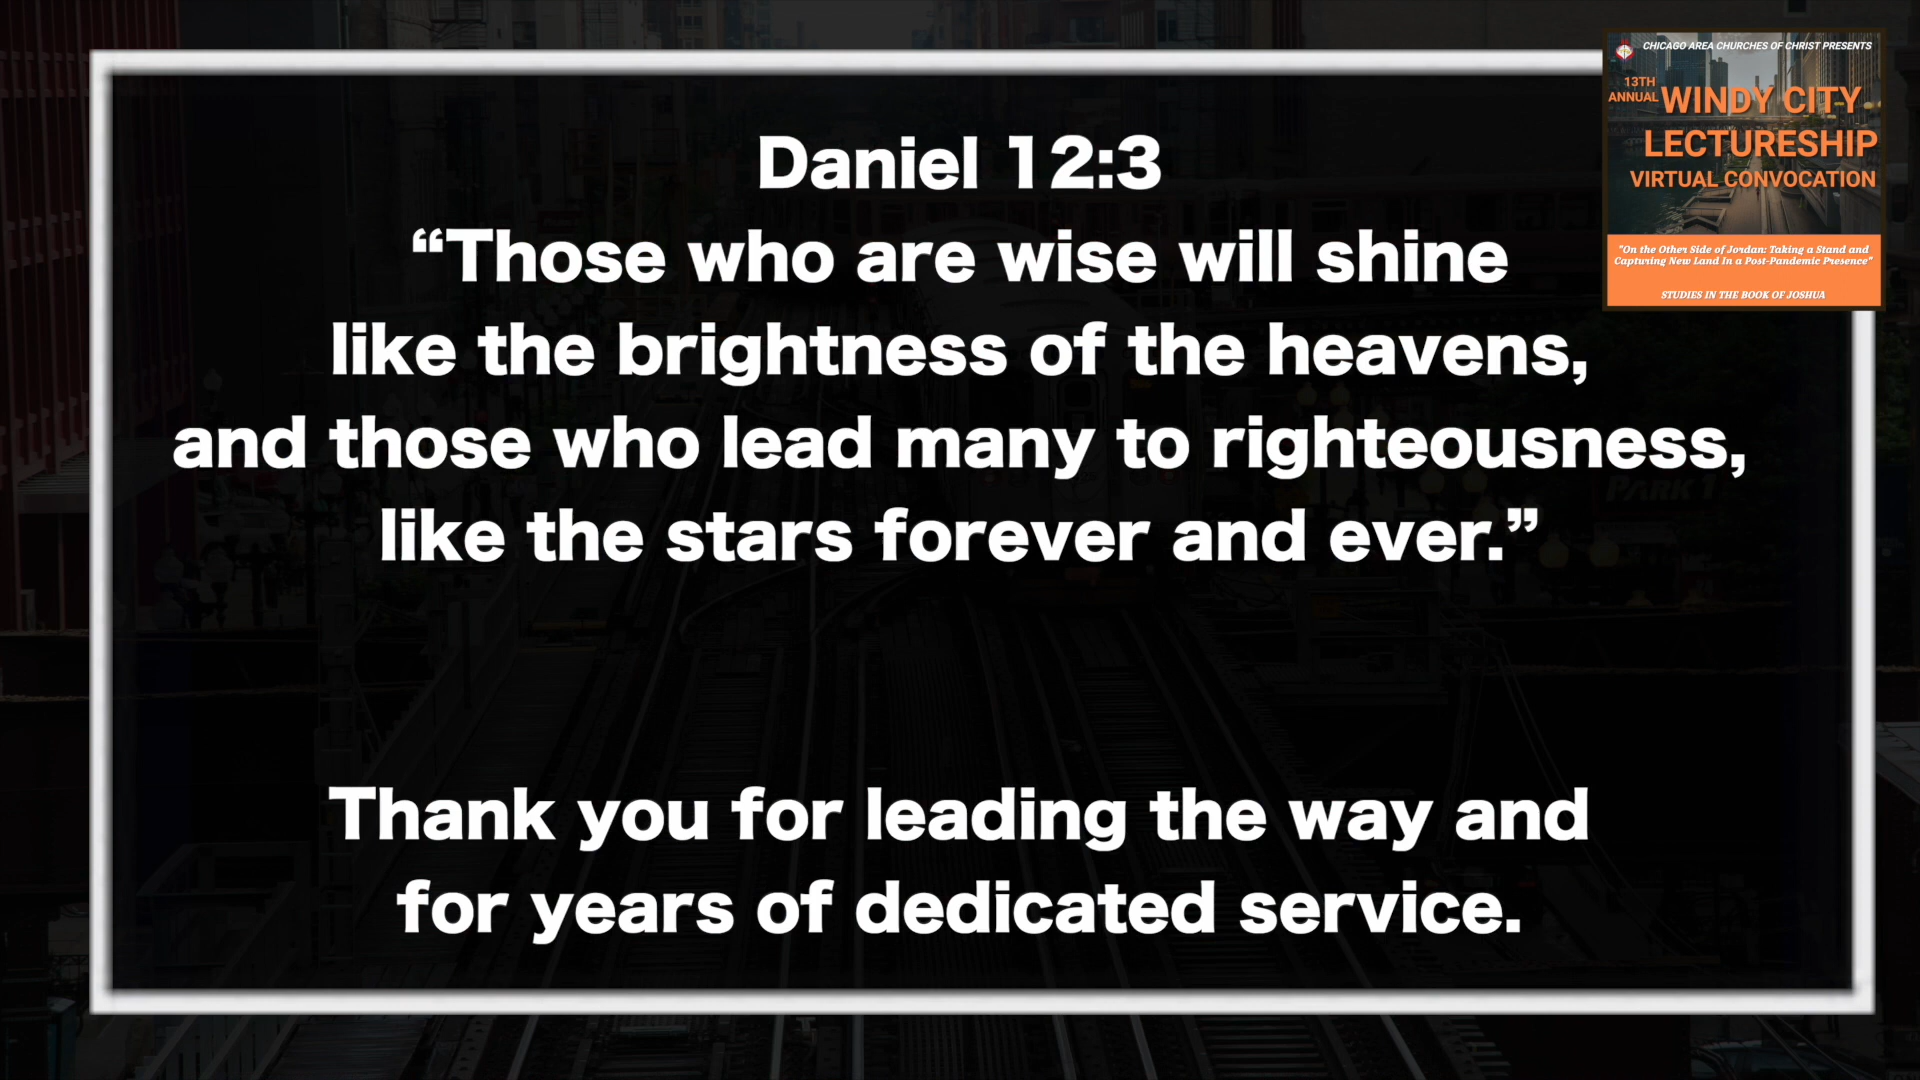 CHICAGO AREA CHURCHES OF CHRIST PRESENTS
13TH
ANNUAL
WINDY CITY
LECTURESHIP
VIRTUAL CONVOCATION
"On the Other Side of Jordan: Taking a Stand and
Capturing New Land In a Post-Pandemic Presence"
STUDIES IN THE BOOK OF JOSHUA
Daniel 12:3
“Those who are wise will shine
like the brightness of the heavens,
and those who lead many to righteousness,
like the stars forever and ever.”
PARK 1
Thank you for leading the way and
for years of dedicated service.